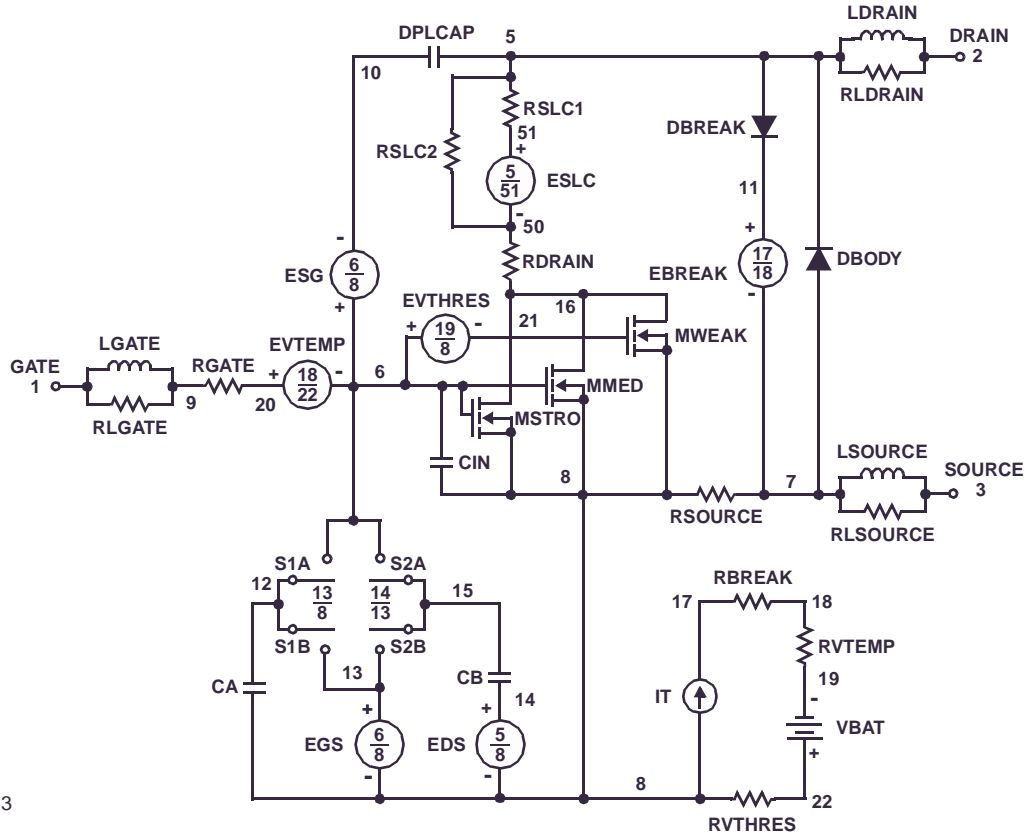 LDRAIN
DPLCAP
5
DRAIN
2
10
RLDRAIN
RSLC1
DBREAK
51
+
RSLC2
5
51
ESLC
11
-
50
-
+
RDRAIN
17
18
DBODY
6
8
ESG
EBREAK
EVTHRES
16
-
+
21
+
19
8
-
MWEAK
LGATE
EVTEMP
GATE
1
RGATE
+
18
22
-
6
MMED
9
20
MSTRO
RLGATE
LSOURCE
CIN
8
7
SOURCE
3
RSOURCE
RLSOURCE
S1A
S2A
12
13
8
14
13
15
RBREAK
17
18
S1B
S2B
RVTEMP
13
CB
19
CA
14
IT
-
+
+
VBAT
EGS
6
8
EDS
5
8
+
-
-
8
22
3
RVTHRES